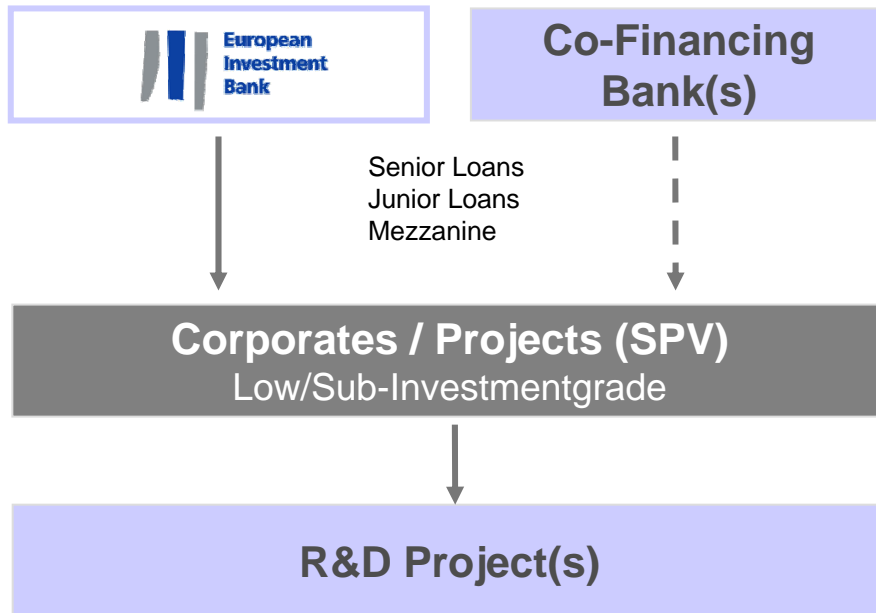 European
Investment
Bank
Co-Financing
Bank(s)
Senior Loans
Junior Loans
Mezzanine
Corporates / Projects (SPV)
Low/Sub-Investmentgrade
R&D Project(s)